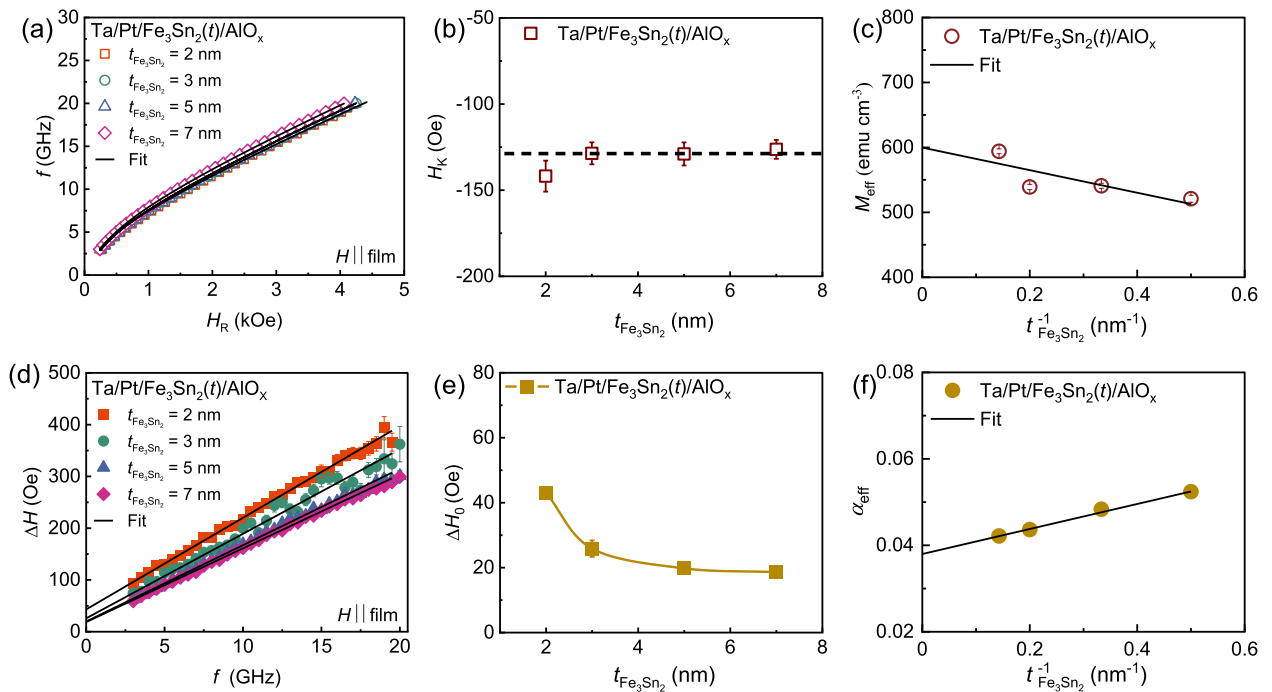 (a)
Ta/Pt/Fe3Sn2(t)/AlOx
tFe3Sn2 = 2 nm
tFe3Sn2 = 3 nm
tFe3Sn2 = 5 nm
tFe3Sn2 = 7 nm
Fit
H || film
30
25
20
15
10
5
0
f (GHz)
0 1 2 3 4 5
HR (kOe)
(b)
Ta/Pt/Fe3Sn2(t)/AlOx
-50
-100
-150
-200
HK (Oe)
2 4 6 8
tFe3Sn2 (nm)
(c)
Ta/Pt/Fe3Sn2(t)/AlOx
Fit
800
700
600
500
400
Meff (emu cm-3)
0 0.2 0.4 0.6
t-1Fe3Sn2 (nm-1)
(d)
Ta/Pt/Fe3Sn2(t)/AlOx
tFe3Sn2 = 2 nm
tFe3Sn2 = 3 nm
tFe3Sn2 = 5 nm
tFe3Sn2 = 7 nm
Fit
H || film
500
400
300
200
100
0
ΔH (Oe)
0 5 10 15 20
f (GHz)
(e)
Ta/Pt/Fe3Sn2(t)/AlOx
80
60
40
20
0
ΔH0 (Oe)
2 4 6 8
tFe3Sn2 (nm)
(f)
Ta/Pt/Fe3Sn2(t)/AlOx
Fit
0.08
0.06
0.04
0.02
αeff
0 0.2 0.4 0.6
t-1Fe3Sn2 (nm-1)